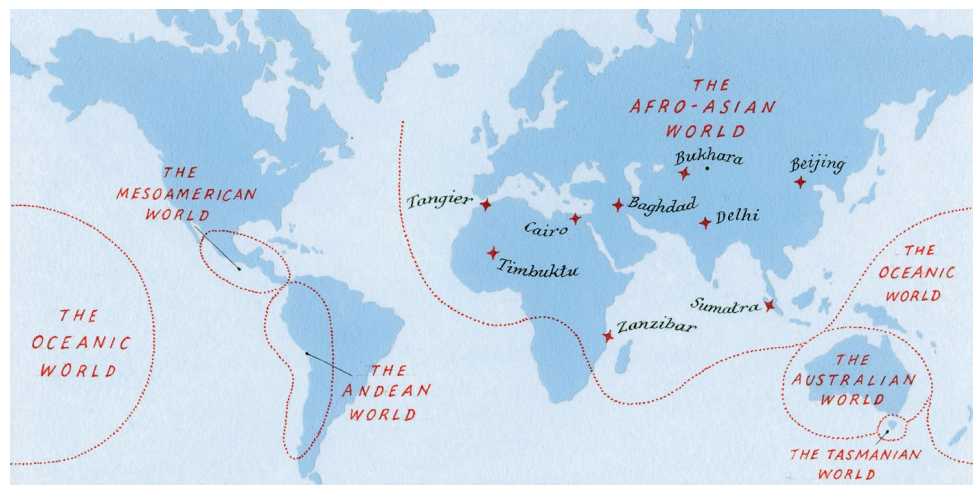 THE
AFRO-ASIAN
WORLD
Bukhara
Beijing
THE
MESOAMERICAN
WORLD
Tangier
Baghdad
Cairo
Delhi
Timbuktu
THE
OCEANIC
WORLD
Sumatra
Zanzibar
THE
OCEANIC
WORLD
THE
ANDEAN
WORLD
THE
AUSTRALIAN
WORLD
THE TASMANIAN
WORLD